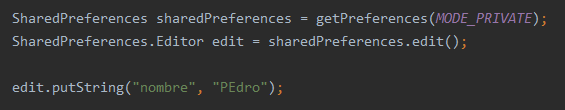 SharedPreferences sharedPreferences = getPreferences(MODE_PRIVATE);
SharedPreferences.Editor edit = sharedPreferences.edit();
edit.putString("nombre", "PEdro");